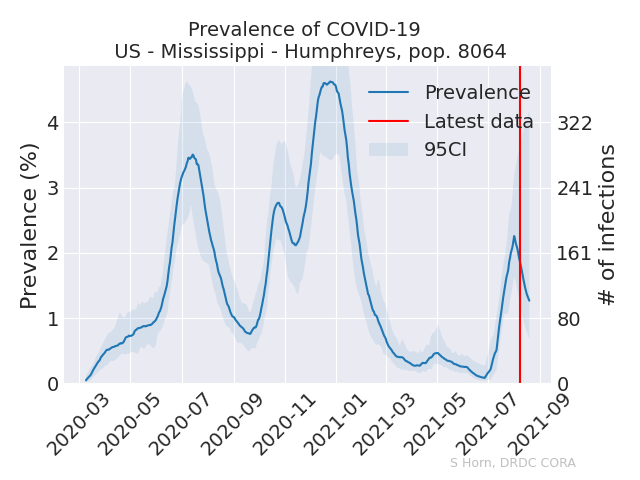 Prevalence of COVID-19
US - Mississippi - Humphreys, pop. 8064
Prevalence
Latest data
95CI
Prevalence (%)
4
3
2
1
0
322
241
161
80
0
# of infections
2020-03
2020-05
2020-07
2020-09
2020-11
2021-01
2021-03
2021-05
2021-07
2021-09
S Horn, DRDC CORA